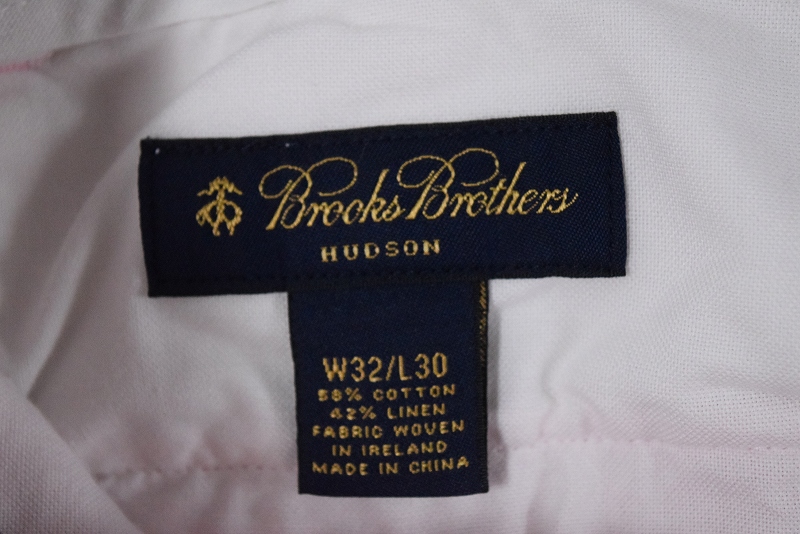 Brooks Brothers
HUDSON
W32/L30
58% COTTON
42% LINEN
FABRIC WOVEN
IN IRELAND
MADE IN CHINA